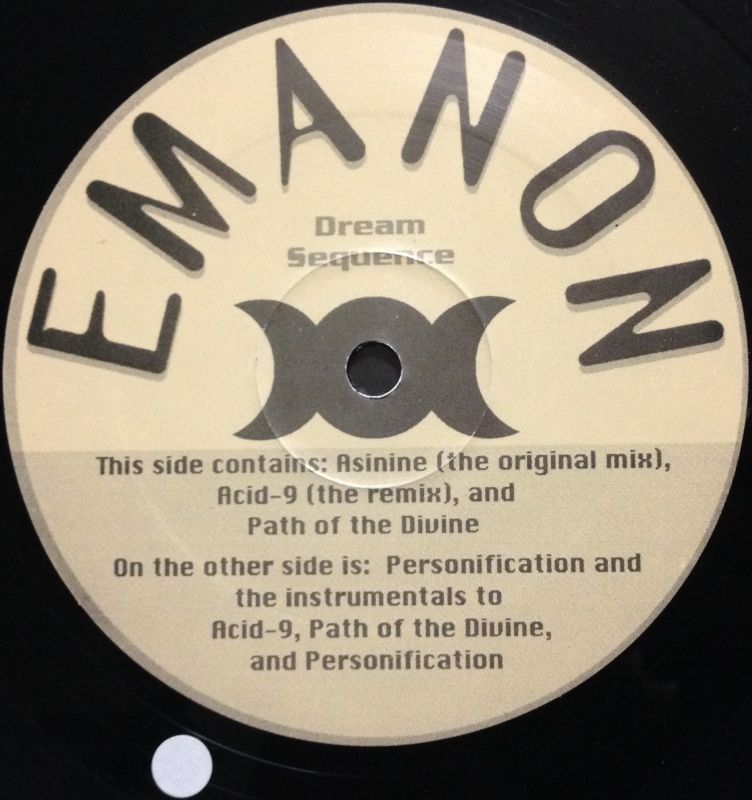 EMANON
Dream
Sequence
This side contains: Asinine (the original mix),
Acid-9 (the remix), and
Path of the Divine
On the other side is: Personification and
the instrumentals to
Acid-9, Path of the Divine,
and Personification